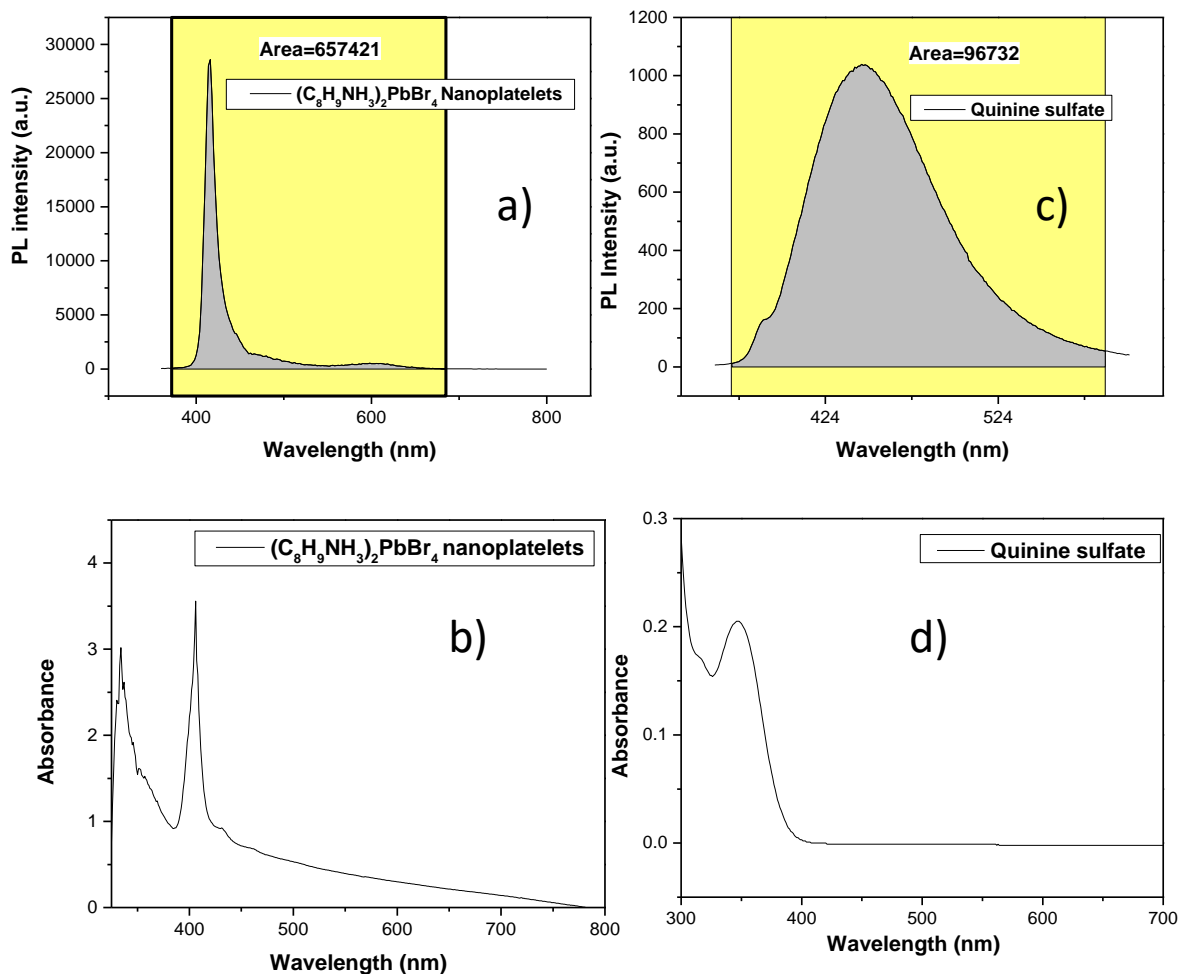 Area=657421
(C₈H₉NH₃)₂PbBr₄ Nanoplatelets
a)
30000
25000
20000
15000
10000
5000
0
PL intensity (a.u.)
400
600
800
Wavelength (nm)
Area=96732
Quinine sulfate
c)
1200
1000
800
600
400
200
0
PL Intensity (a.u.)
424
524
Wavelength (nm)
(C₈H₉NH₃)₂PbBr₄ nanoplatelets
b)
4
3
2
1
0
Absorbance
400
500
600
700
800
Wavelength (nm)
Quinine sulfate
d)
0.3
0.2
0.1
0.0
Absorbance
300
400
500
600
700
Wavelength (nm)